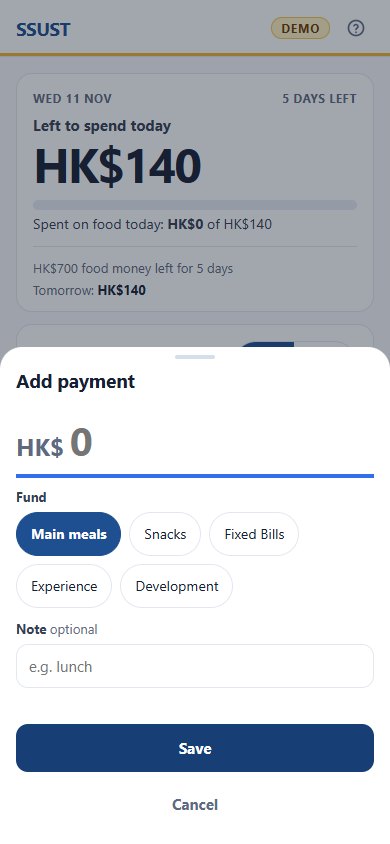 SSUST
DEMO
?
WED 11 NOV
5 DAYS LEFT
Left to spend today
HK$140
Spent on food today: HK$0 of HK$140
HK$700 food money left for 5 days
Tomorrow: HK$140
Add payment
HK$ 0
Fund
Main meals
Snacks
Fixed Bills
Experience
Development
Note optional
e.g. lunch
Save
Cancel